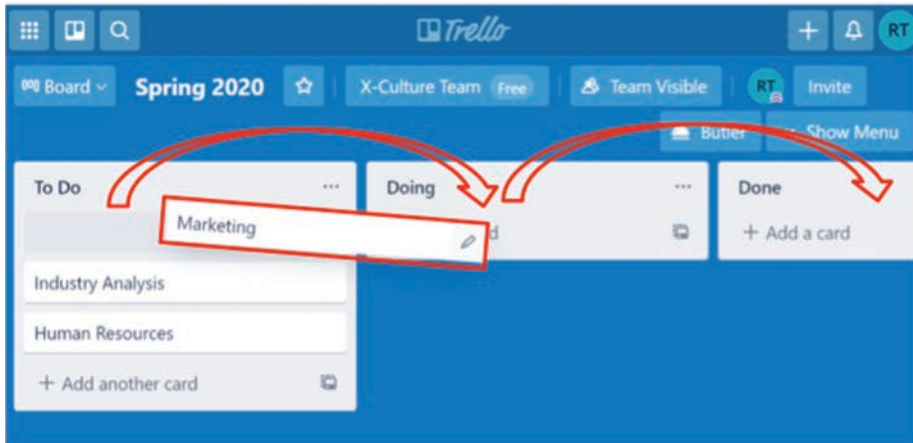 Trello
RT
Board
Spring 2020
X-Culture Team Free
Team Visible
RT
Invite
Butler
Show Menu
To Do
Marketing
Industry Analysis
Human Resources
+ Add another card
Doing
Done
+ Add a card